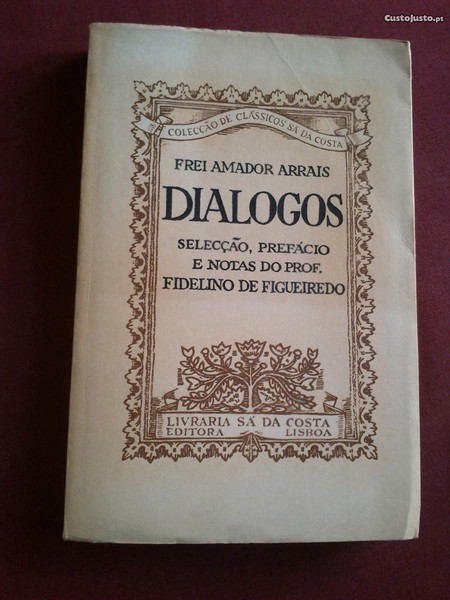 CustoJusto.pt
COLECÇÃO DE CLÁSSICOS SÁ DA COSTA
FREI AMADOR ARRAIS
DIALOGOS
SELECÇÃO, PREFÁCIO
E NOTAS DO PROF.
FIDELINO DE FIGUEIREDO
LIVRARIA SÁ DA COSTA
EDITORA LISBOA